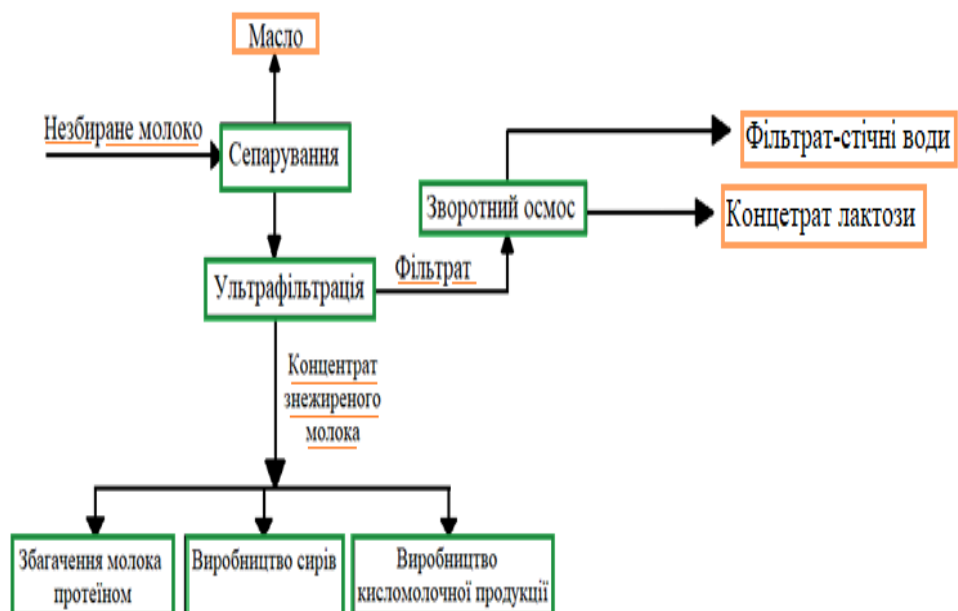 Масло
Незбиране молоко
Сепарування
Фільтрат-стічні води
Зворотний осмос
Концетрат лактози
Ультрафільтрація
Фільтрат
Концентрат
знежиреного
молока
Збагачення молока
протеїном
Виробництво сирів
Виробництво
кисломолочної продукції